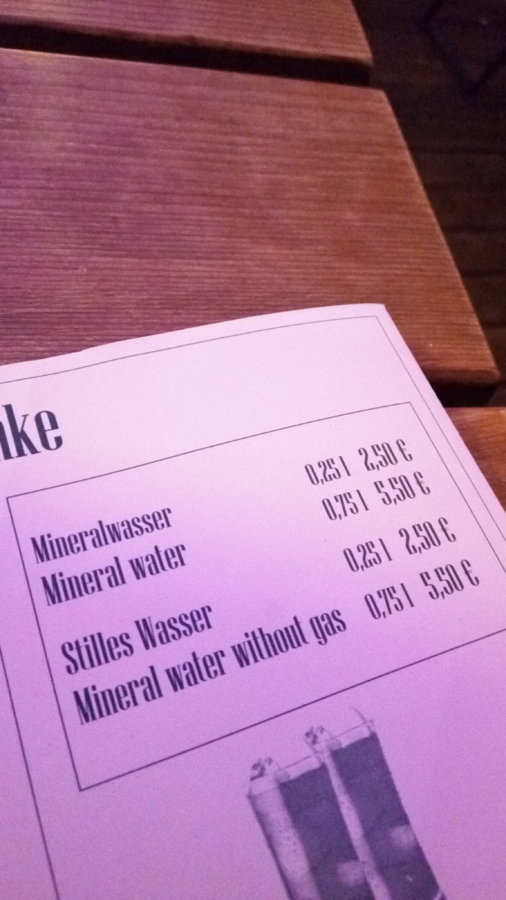 nke
0,25 l 2,50 €
Mineralwasser 0,75 l 5,50 €
Mineral water
0,25 l 2,50 €
Stilles Wasser 0,75 l 5,50 €
Mineral water without gas